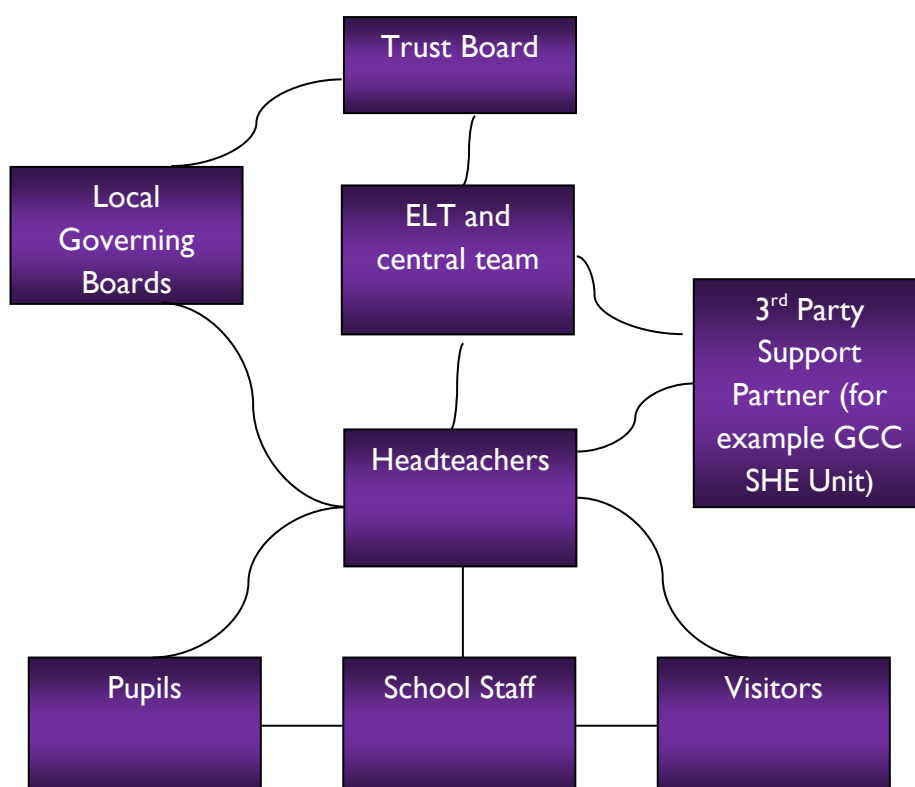 Trust Board
Local
Governing
Boards
ELT and
central team
3rd Party
Support
Partner (for
example GCC
SHE Unit)
Headteachers
Pupils
School Staff
Visitors